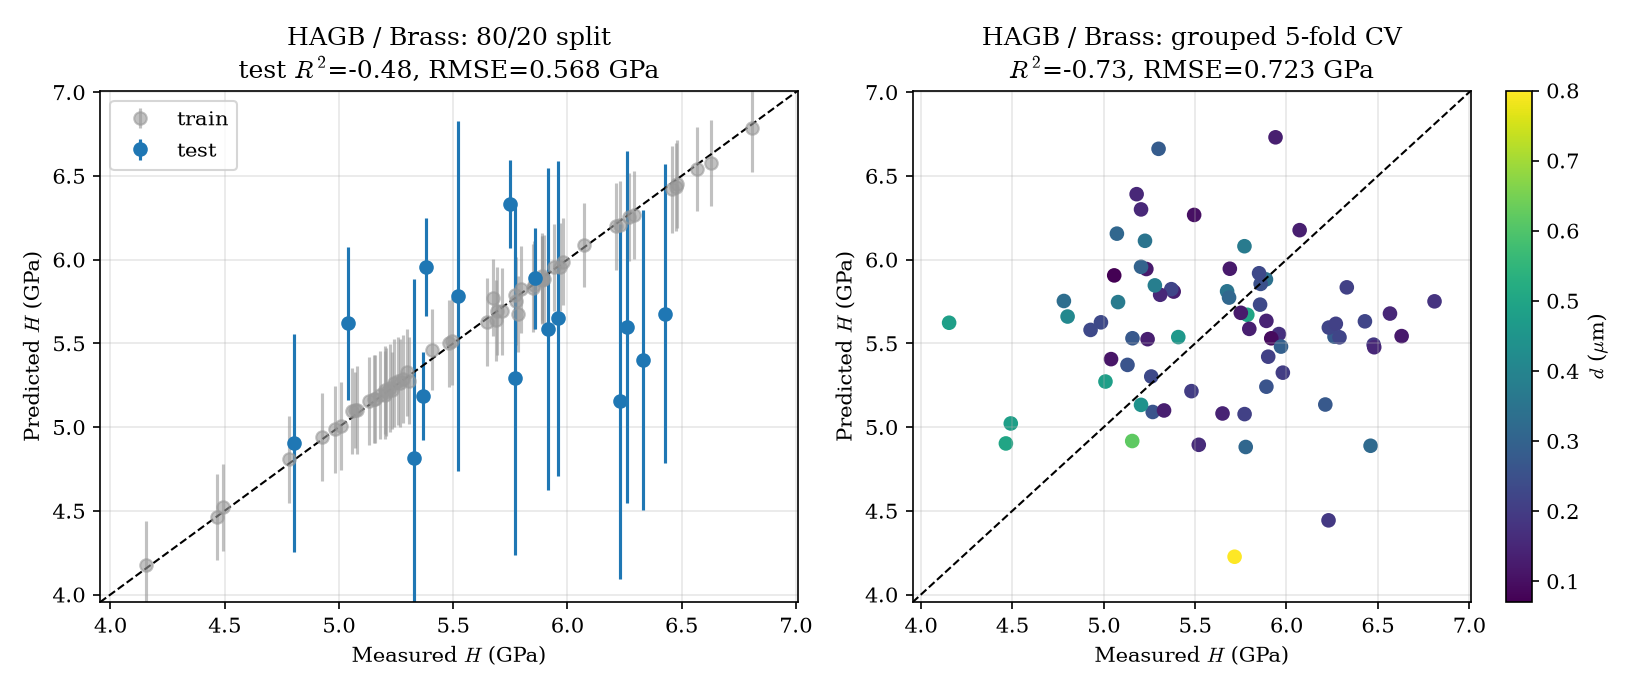 HAGB / Brass: 80/20 split
test R²=-0.48, RMSE=0.568 GPa
train
test
7.0
6.5
6.0
5.5
5.0
4.5
4.0
Predicted H (GPa)
4.0 4.5 5.0 5.5 6.0 6.5 7.0
Measured H (GPa)
HAGB / Brass: grouped 5-fold CV
R²=-0.73, RMSE=0.723 GPa
7.0
6.5
6.0
5.5
5.0
4.5
4.0
Predicted H (GPa)
4.0 4.5 5.0 5.5 6.0 6.5 7.0
Measured H (GPa)
0.8
0.7
0.6
0.5
0.4
0.3
0.2
0.1
d (μm)